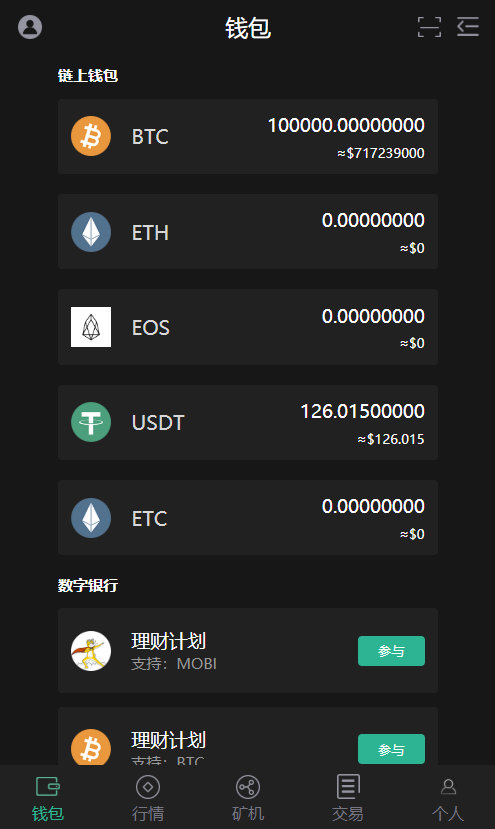 钱包
链上钱包
BTC
100000.00000000
≈$717239000
ETH
0.00000000
≈$0
EOS
0.00000000
≈$0
USDT
126.01500000
≈$126.015
ETC
0.00000000
≈$0
数字银行
理财计划
支持：MOBI
参与
理财计划
支持：BTC
参与
钱包 行情 矿机 交易 个人